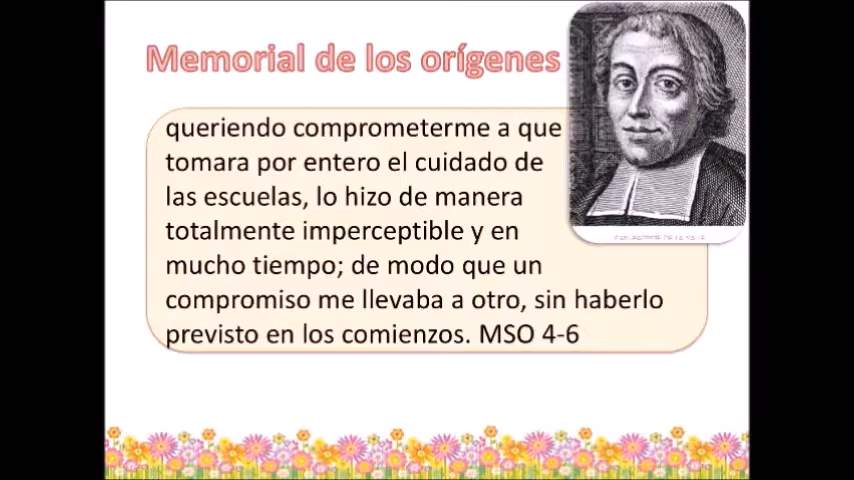 Memorial de los orígenes
queriendo comprometerme a que
tomara por entero el cuidado de
las escuelas, lo hizo de manera
totalmente imperceptible y en
mucho tiempo; de modo que un
compromiso me llevaba a otro, sin haberlo
previsto en los comienzos. MSO 4-6